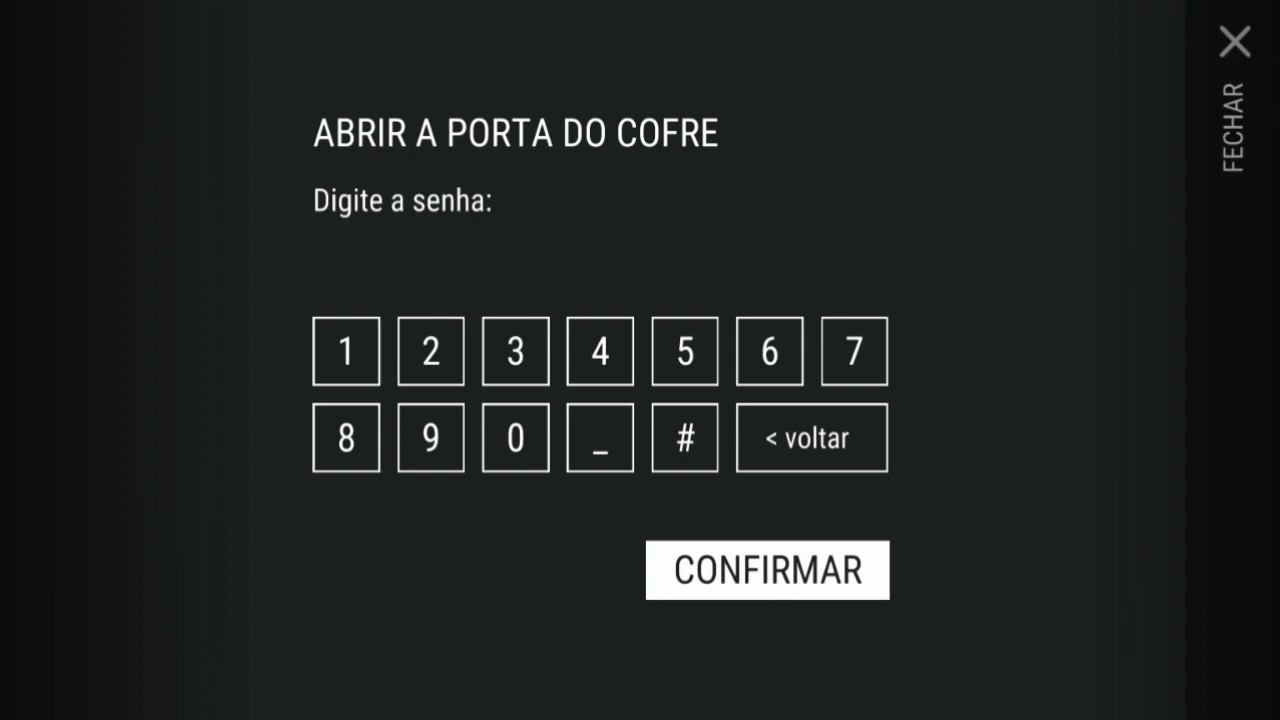 ABRIR A PORTA DO COFRE
Digite a senha:
1 2 3 4 5 6 7
8 9 0 _ # < voltar
CONFIRMAR
FECHAR